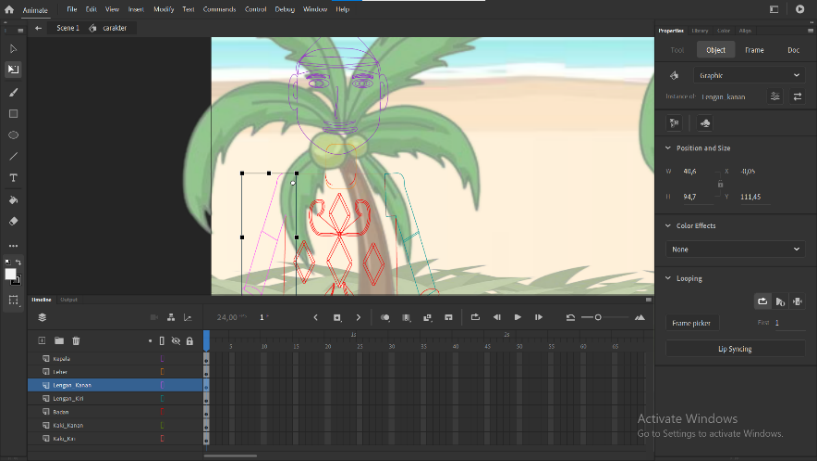 Animate File Edit View Insert Modify Text Commands Control Debug Window Help
Scene 1 carakter
Properties Library Align
Tool Object Frame Doc
Graphic
Lengan_kanan
Position and Size
W 40,6 X -0,05
H 94,7 Y 111,45
Color Effects
None
Looping
Frame picker First 1
Lip Syncing
Timeline Output
24,00 1
1s 2s
5 10 15 20 25 30 35 40 45 50 55 60
Kepala
Leher
Lengan_Kanan
Lengan_Kiri
Badan
Kaki_Kanan
Kaki_Kiri
Activate Windows
Go to Settings to activate Windows.